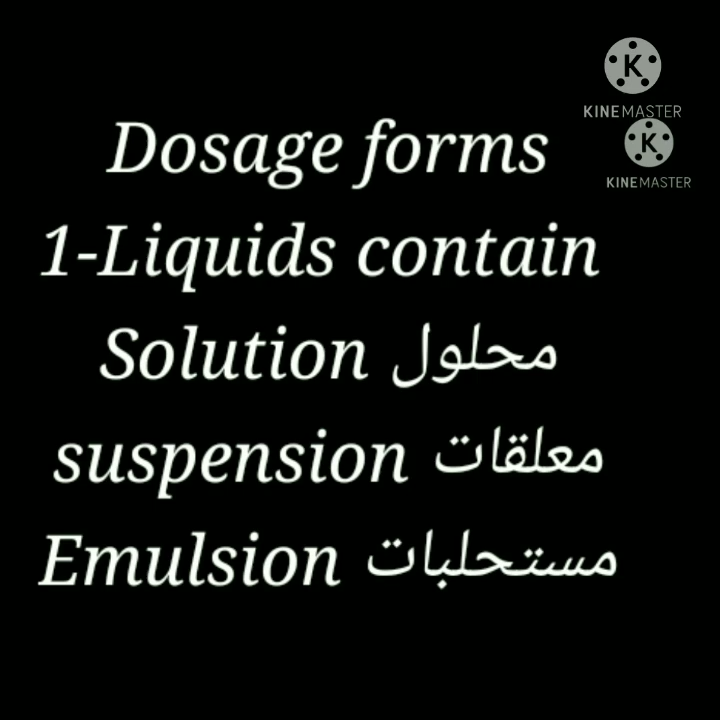 KINEMASTER
KINEMASTER
Dosage forms
1-Liquids contain
Solution محلول
suspension معلقات
Emulsion مستحلبات